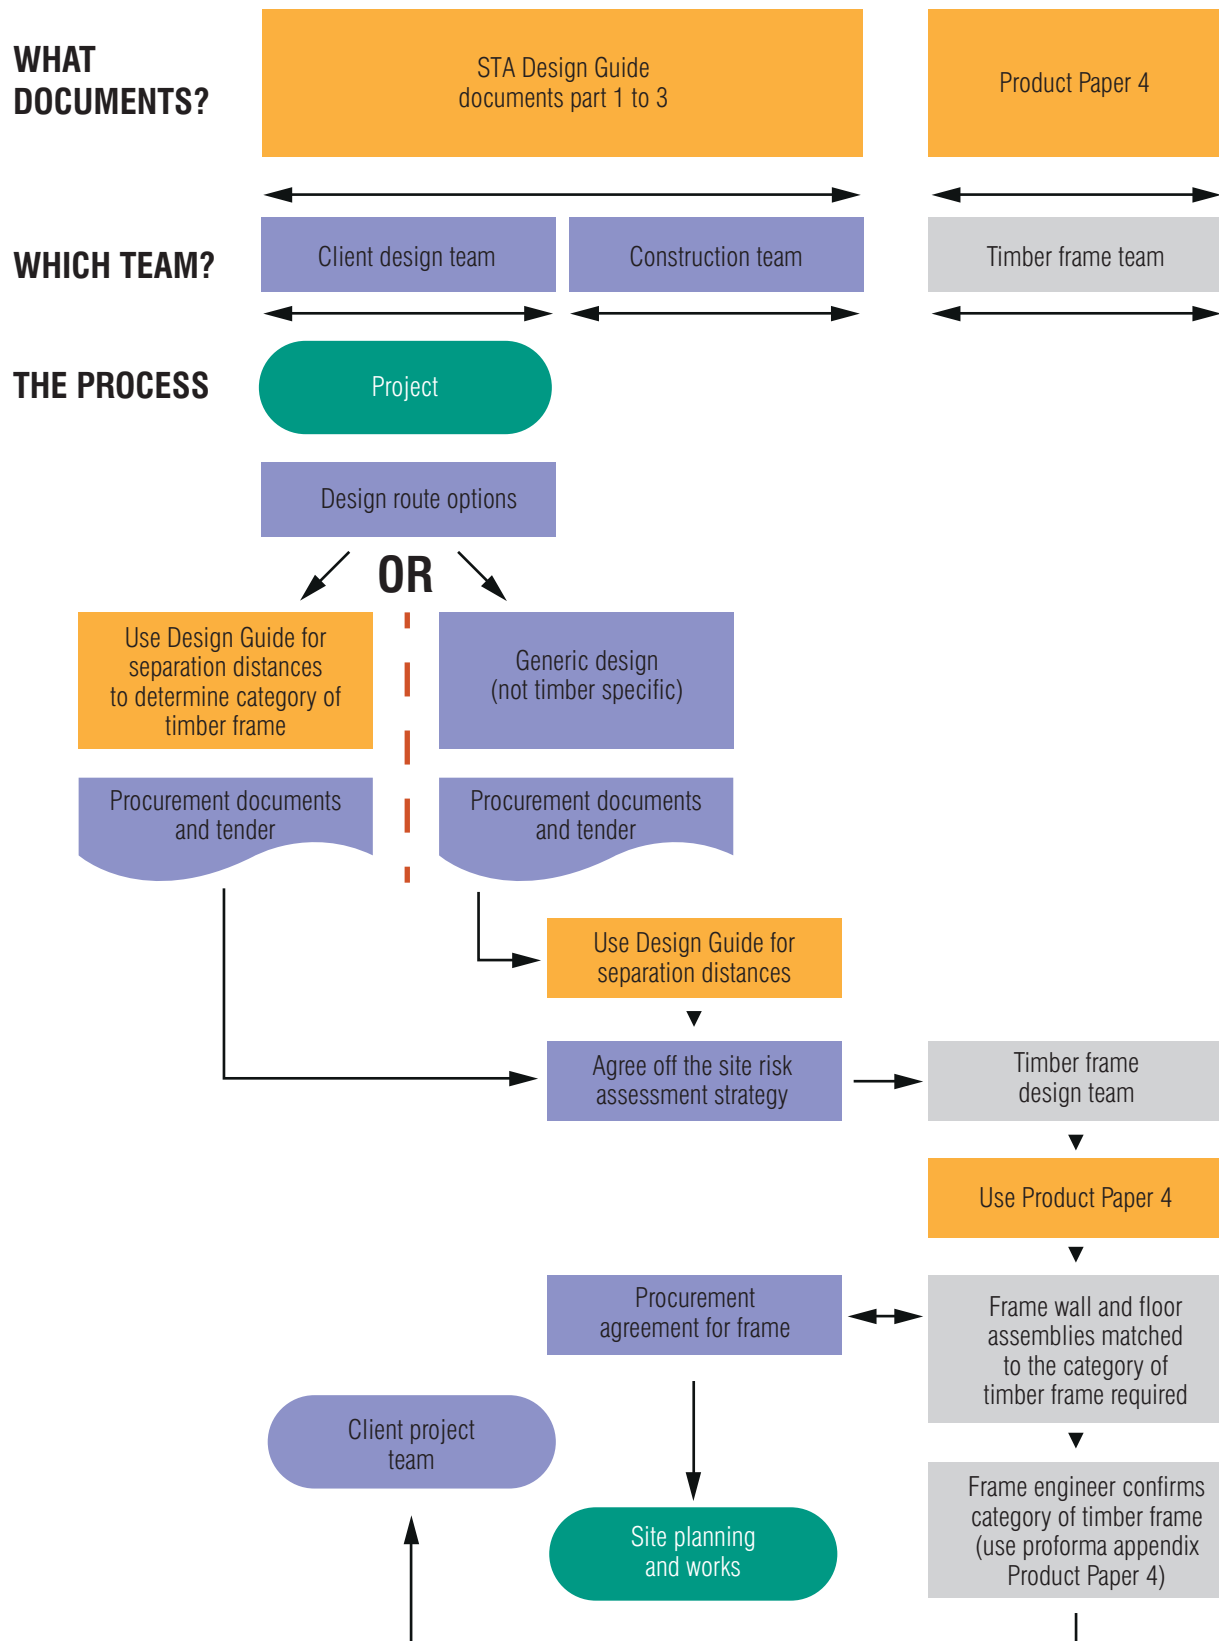 WHAT
DOCUMENTS?
STA Design Guide
documents part 1 to 3
Product Paper 4
WHICH TEAM?
Client design team
Construction team
Timber frame team
THE PROCESS
Project
Design route options
OR
Use Design Guide for
separation distances
to determine category of
timber frame
Generic design
(not timber specific)
Procurement documents
and tender
Procurement documents
and tender
Use Design Guide for
separation distances
Agree off the site risk
assessment strategy
Timber frame
design team
Use Product Paper 4
Procurement
agreement for frame
Frame wall and floor
assemblies matched
to the category of
timber frame required
Client project
team
Site planning
and works
Frame engineer confirms
category of timber frame
(use proforma appendix
Product Paper 4)